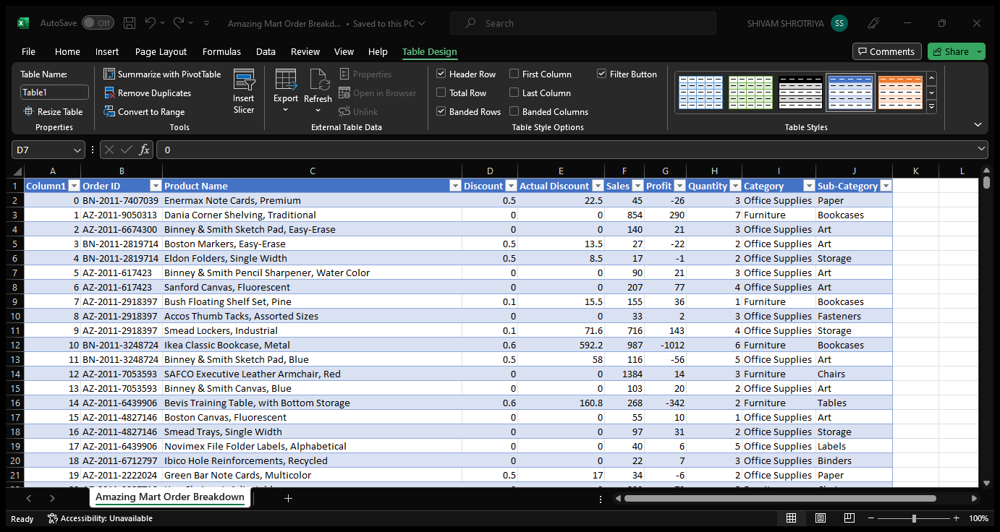 AutoSave Off Amazing Mart Order Breakd... • Saved to this PC Search SHIVAM SHROTRIYA SS
File Home Insert Page Layout Formulas Data Review View Help Table Design Comments Share
Table Name:
Table1
Resize Table
Properties
Summarize with PivotTable
Remove Duplicates
Convert to Range
Insert
Slicer
Tools
Export
Refresh
Properties
Open in Browser
Unlink
External Table Data
Header Row First Column Filter Button
Total Row Last Column
Banded Rows Banded Columns
Table Style Options
Table Styles
D7 fx 0
A B C D E F G H I J K L
1 Column1 Order ID Product Name Discount Actual Discount Sales Profit Quantity Category Sub-Category
2 0 BN-2011-7407039 Enermax Note Cards, Premium 0.5 22.5 45 -26 3 Office Supplies Paper
3 1 AZ-2011-9050313 Dania Corner Shelving, Traditional 0 0 854 290 7 Furniture Bookcases
4 2 AZ-2011-6674300 Binney & Smith Sketch Pad, Easy-Erase 0 0 140 21 3 Office Supplies Art
5 3 BN-2011-2819714 Boston Markers, Easy-Erase 0.5 13.5 27 -22 2 Office Supplies Art
6 4 BN-2011-2819714 Eldon Folders, Single Width 0.5 8.5 17 -1 2 Office Supplies Storage
7 5 AZ-2011-617423 Binney & Smith Pencil Sharpener, Water Color 0 0 90 21 3 Office Supplies Art
8 6 AZ-2011-617423 Sanford Canvas, Fluorescent 0 0 207 77 4 Office Supplies Art
9 7 AZ-2011-2918397 Bush Floating Shelf Set, Pine 0.1 15.5 155 36 1 Furniture Bookcases
10 8 AZ-2011-2918397 Accos Thumb Tacks, Assorted Sizes 0 0 33 2 3 Office Supplies Fasteners
11 9 AZ-2011-2918397 Smead Lockers, Industrial 0.1 71.6 716 143 4 Office Supplies Storage
12 10 BN-2011-3248724 Ikea Classic Bookcase, Metal 0.6 592.2 987 -1012 6 Furniture Bookcases
13 11 BN-2011-3248724 Binney & Smith Sketch Pad, Blue 0.5 58 116 -56 5 Office Supplies Art
14 12 AZ-2011-7053593 SAFCO Executive Leather Armchair, Red 0 0 1384 14 3 Furniture Chairs
15 13 AZ-2011-7053593 Binney & Smith Canvas, Blue 0 0 103 20 2 Office Supplies Art
16 14 AZ-2011-6439906 Bevis Training Table, with Bottom Storage 0.6 160.8 268 -342 2 Furniture Tables
17 15 AZ-2011-4827146 Boston Canvas, Fluorescent 0 0 55 10 1 Office Supplies Art
18 16 AZ-2011-4827146 Smead Trays, Single Width 0 0 97 31 2 Office Supplies Storage
19 17 AZ-2011-6439906 Novimex File Folder Labels, Alphabetical 0 0 40 6 5 Office Supplies Labels
20 18 AZ-2011-6712797 Ibico Hole Reinforcements, Recycled 0 0 22 7 3 Office Supplies Binders
21 19 AZ-2011-2222024 Green Bar Note Cards, Multicolor 0.5 17 34 -6 2 Office Supplies Paper
Amazing Mart Order Breakdown
Ready Accessibility: Unavailable 100%